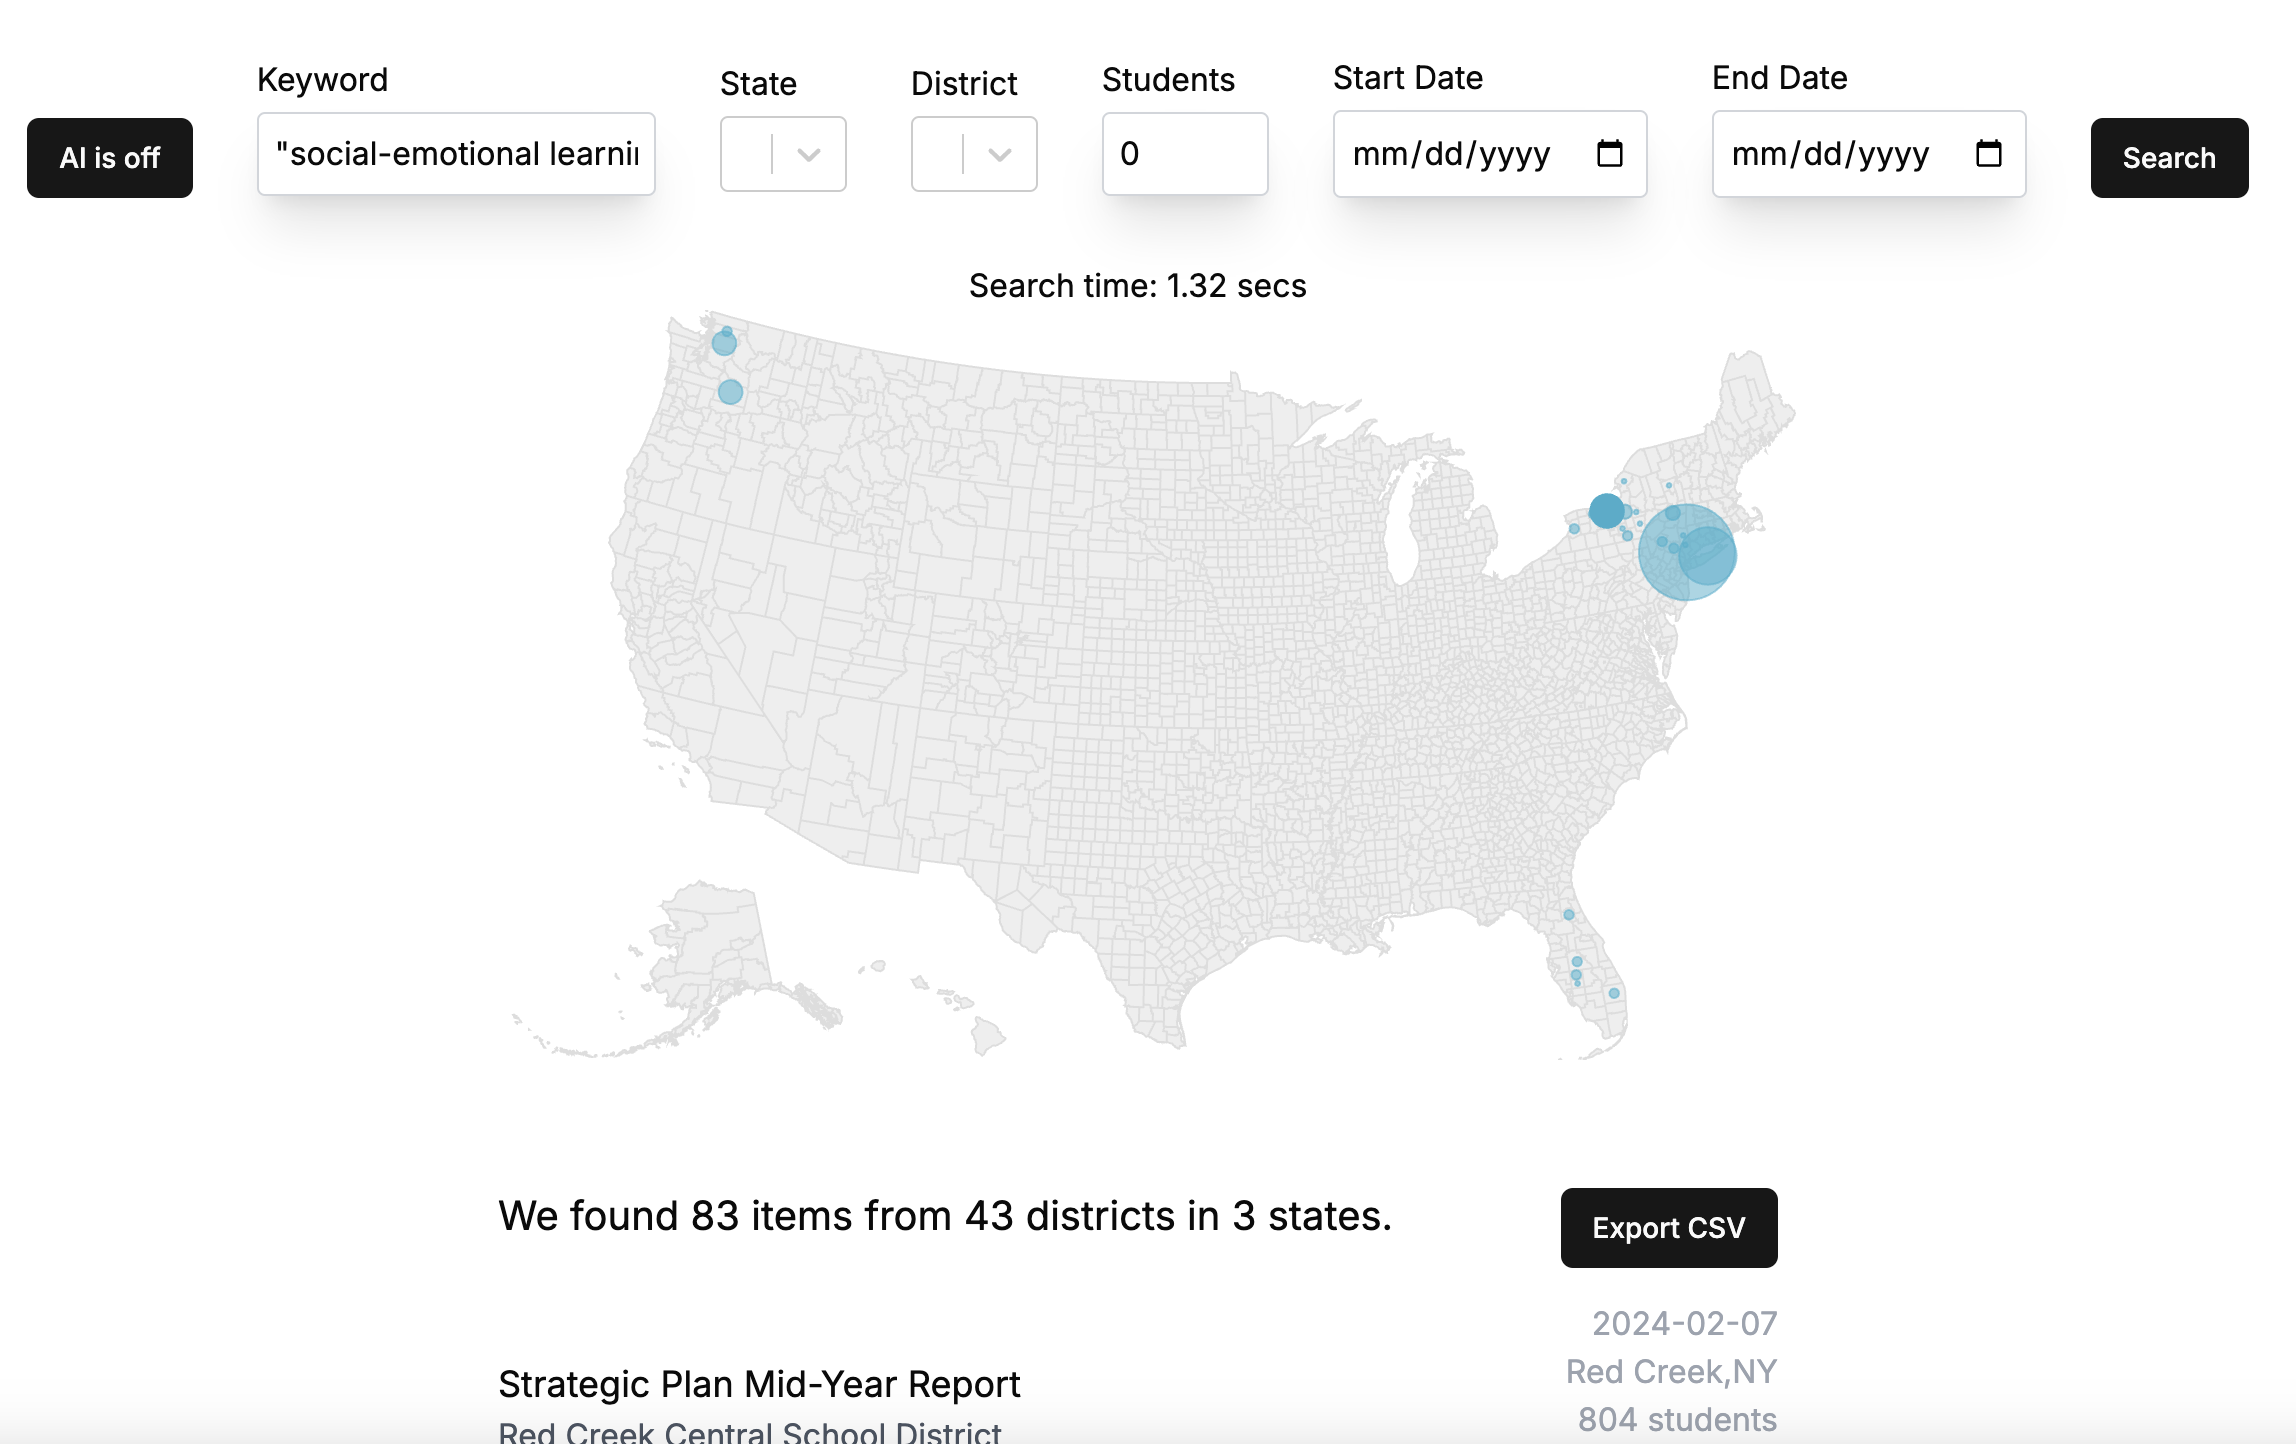 Keyword
State
District
Students
Start Date
End Date
AI is off
"social-emotional learnin
0
mm/dd/yyyy
mm/dd/yyyy
Search
Search time: 1.32 secs
We found 83 items from 43 districts in 3 states.
Export CSV
2024-02-07
Strategic Plan Mid-Year Report
Red Creek,NY
Red Creek Central School District
804 students